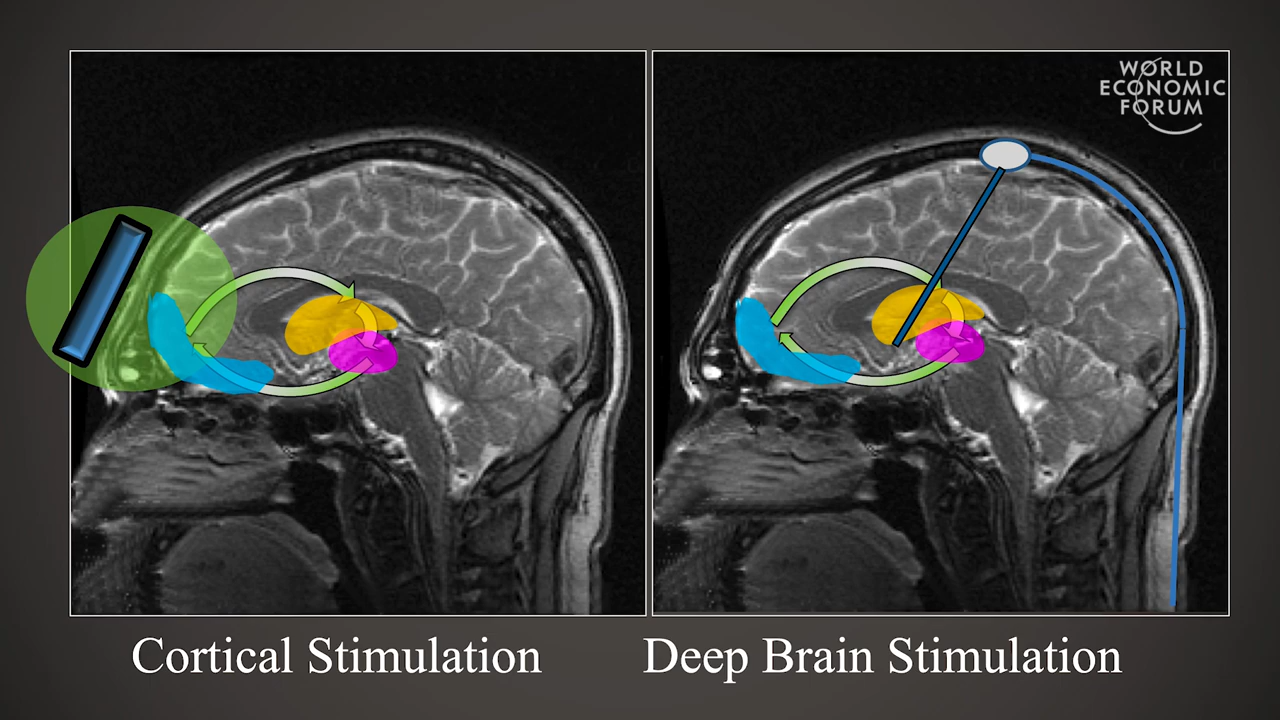 WORLD
ECONOMIC
FORUM
Cortical Stimulation
Deep Brain Stimulation